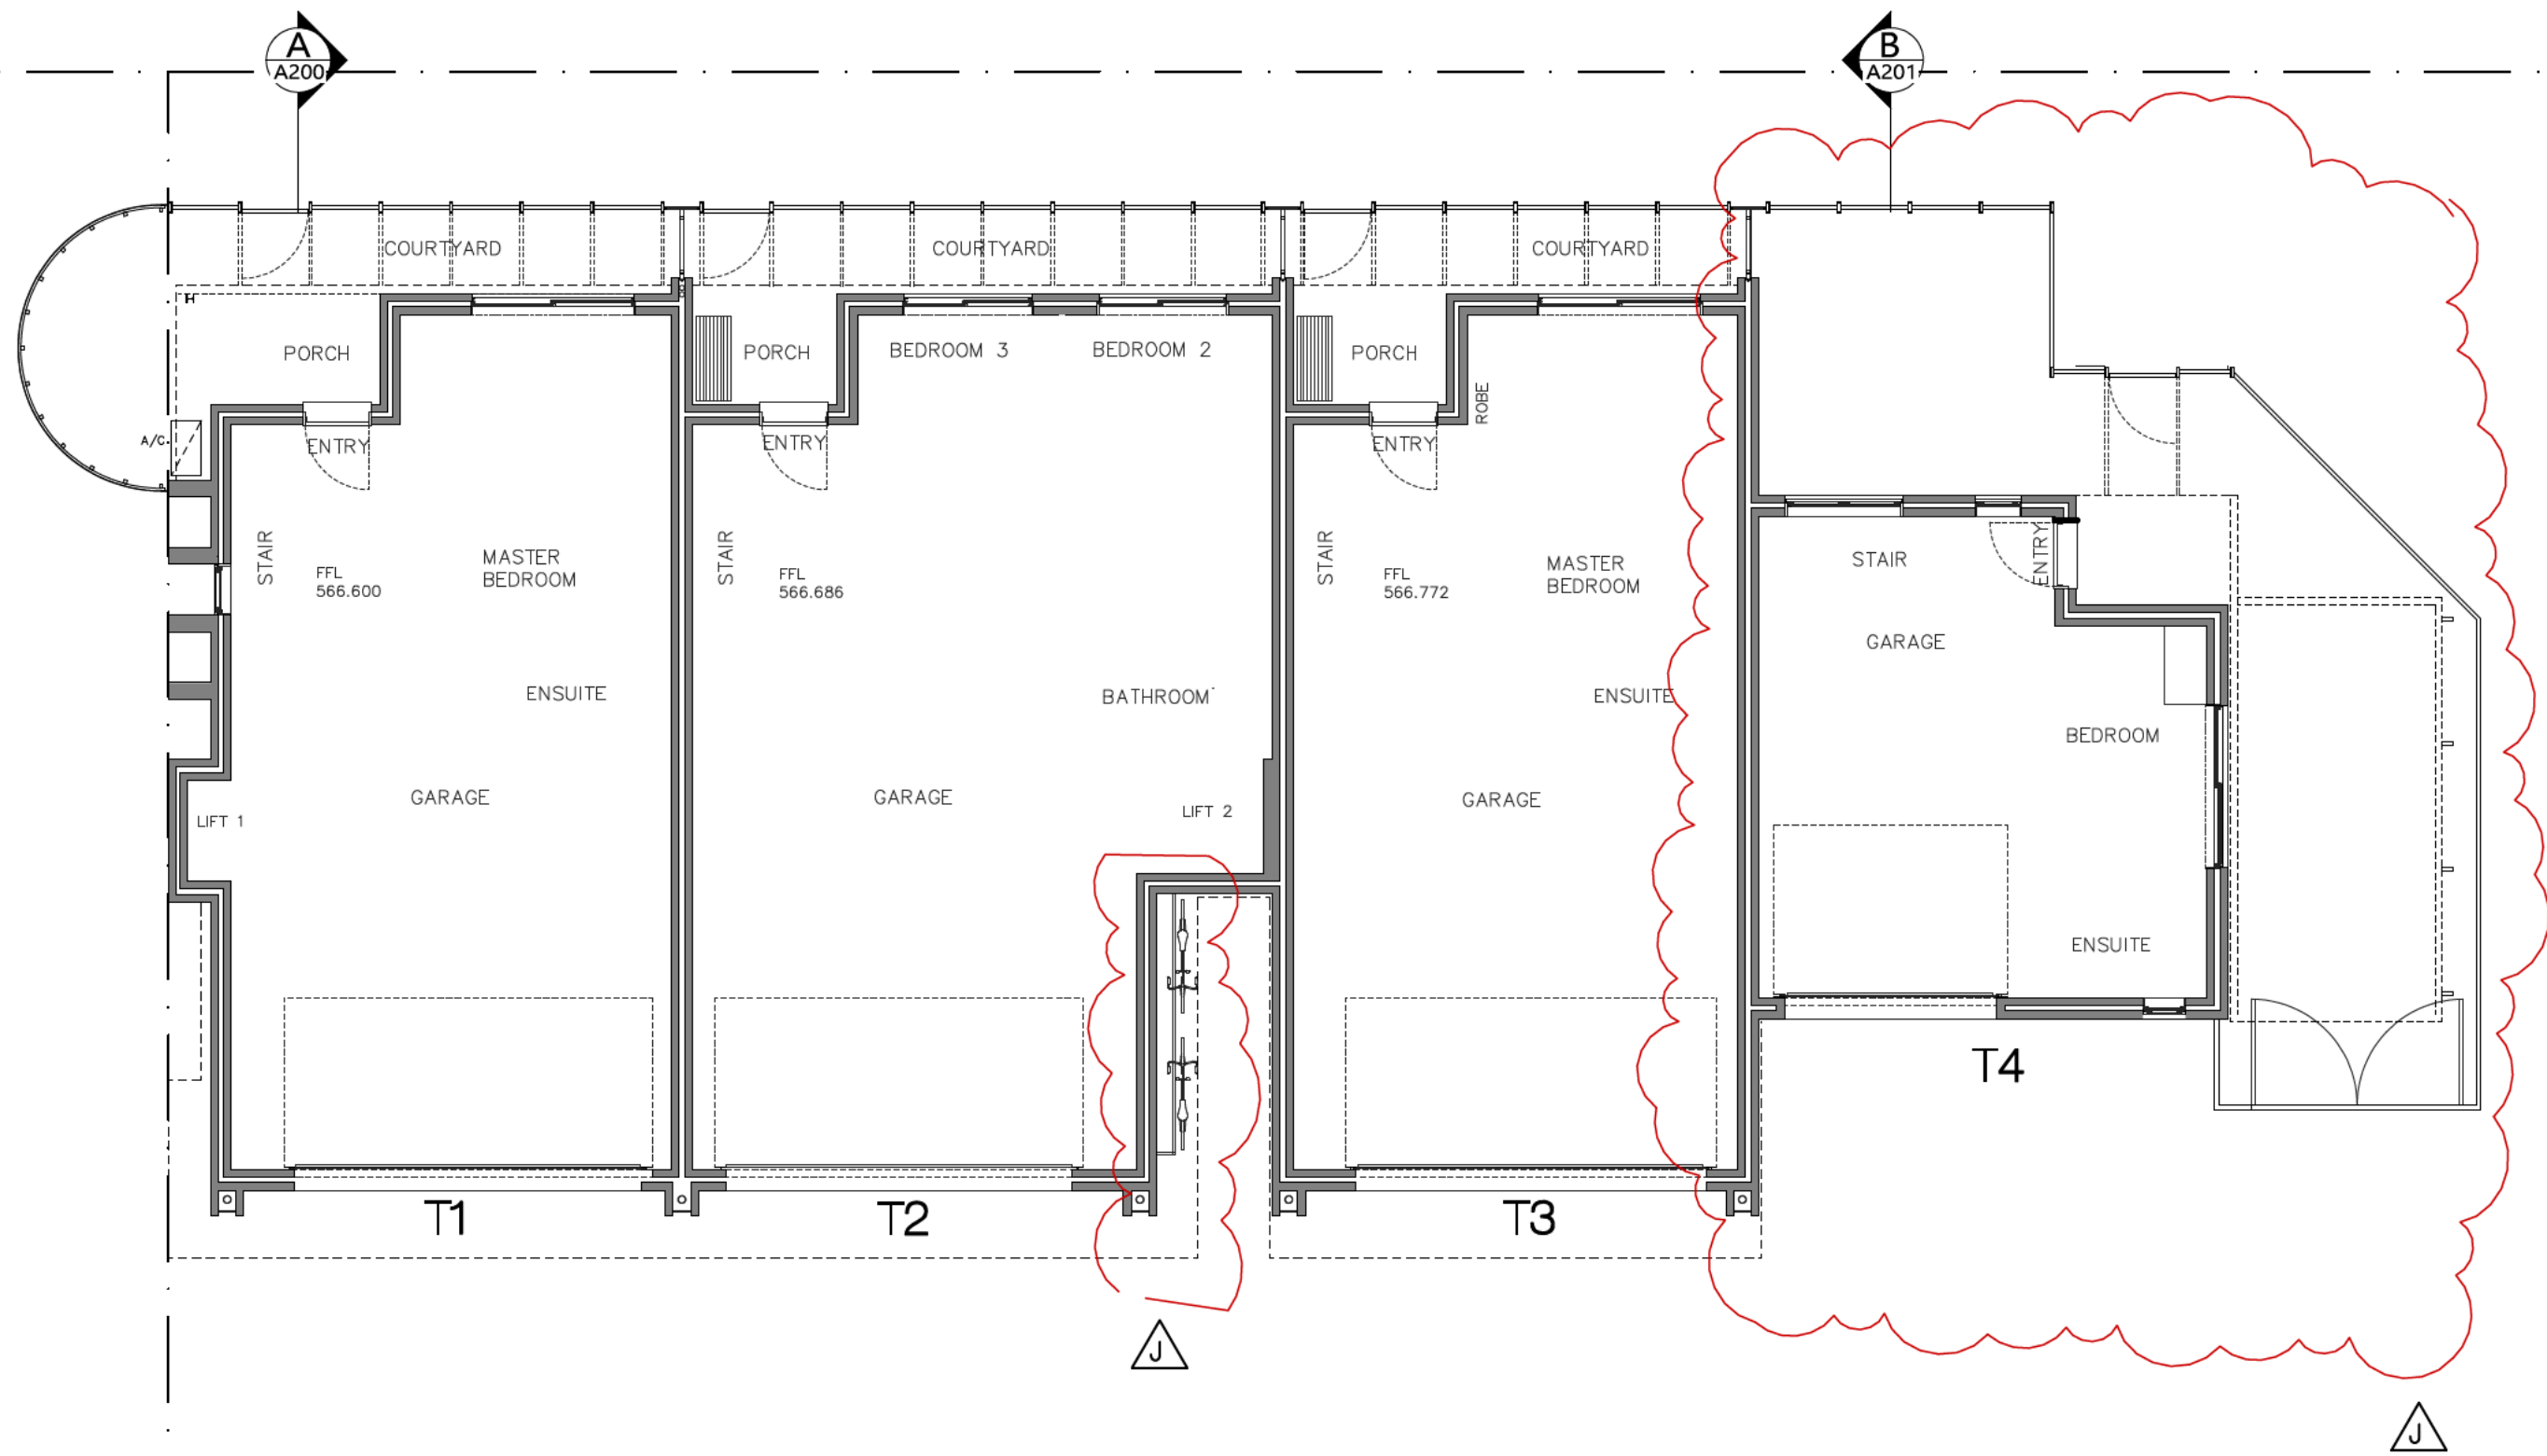 A
A200
B
A201
COURTYARD
COURTYARD
COURTYARD
PORCH
PORCH
BEDROOM 3
BEDROOM 2
PORCH
ROBE
A/C
ENTRY
ENTRY
ENTRY
STAIR
FFL
566.600
MASTER
BEDROOM
STAIR
FFL
566.686
STAIR
FFL
566.772
MASTER
BEDROOM
STAIR
ENTRY
GARAGE
ENSUITE
BATHROOM
ENSUITE
BEDROOM
GARAGE
GARAGE
GARAGE
LIFT 1
LIFT 2
ENSUITE
T4
T1
T2
T3
J
J